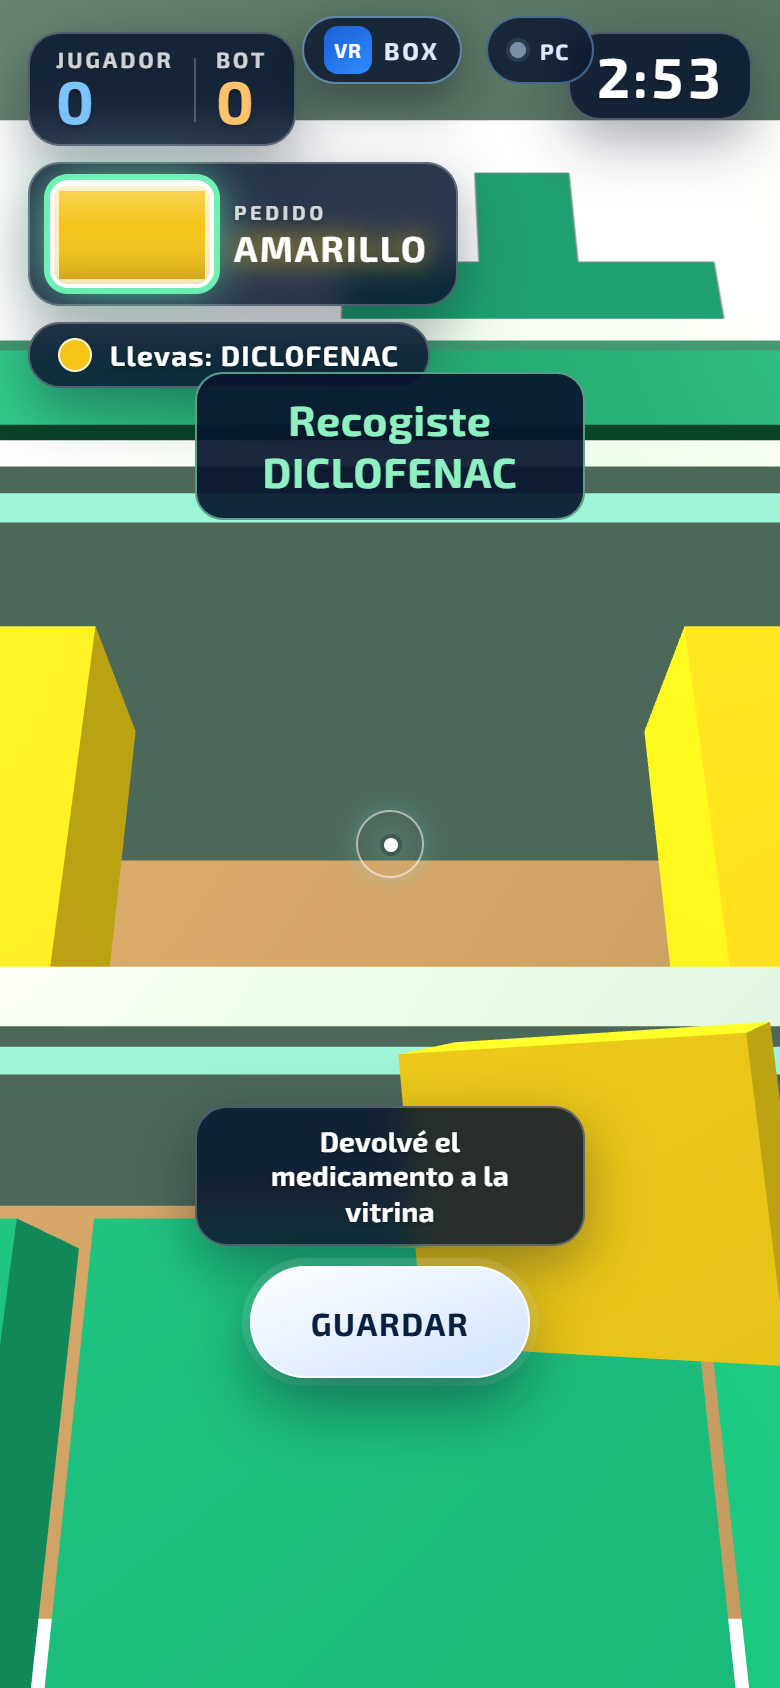 JUGADOR
0
BOT
0
VR BOX
PC
2:53
PEDIDO
AMARILLO
Llevas: DICLOFENAC
Recogiste
DICLOFENAC
Devolvé el
medicamento a la
vitrina
GUARDAR